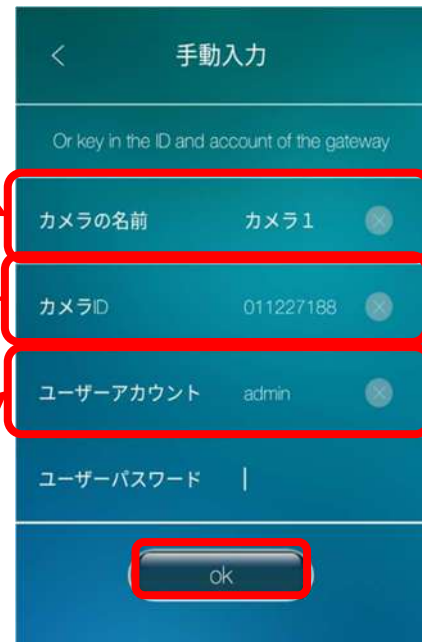 手動入力
Or key in the ID and account of the gateway
カメラの名前 カメラ1
カメラID 011227188
ユーザーアカウント admin
ユーザーパスワード
ok